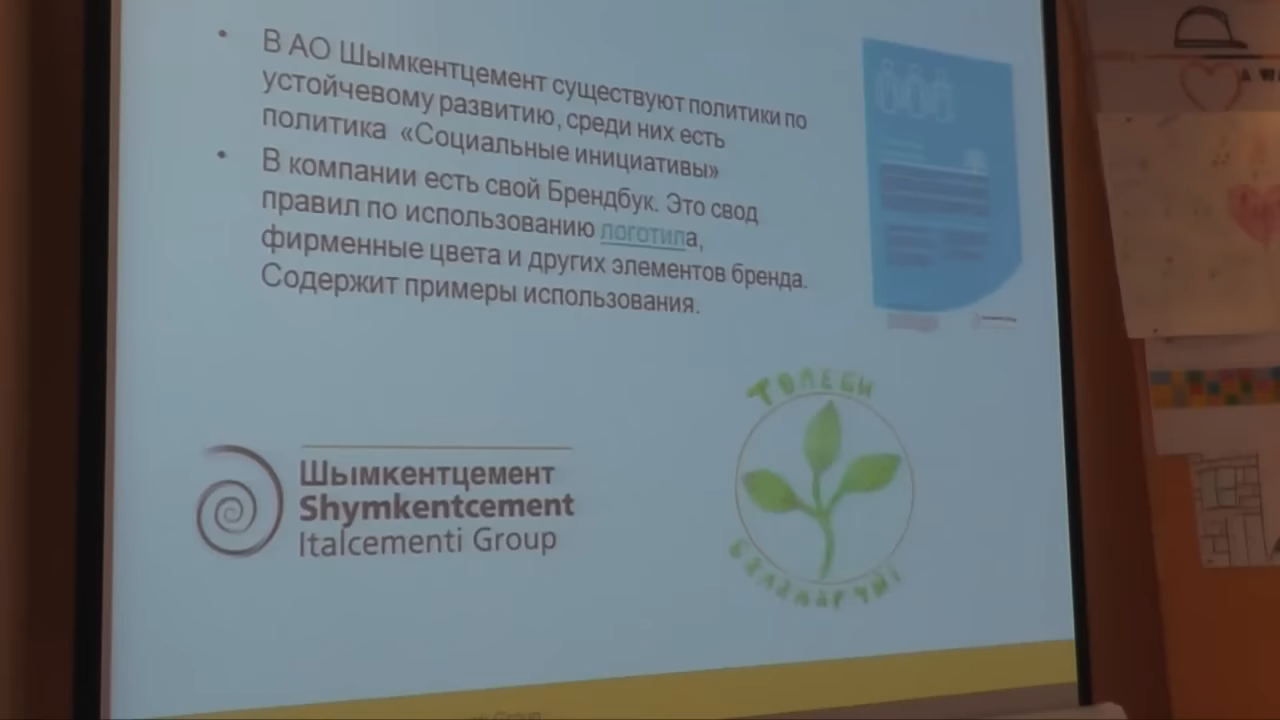 • В АО Шымкентцемент существуют политики по
устойчевому развитию, среди них есть
политика «Социальные инициативы»
• В компании есть свой Брендбук. Это свод
правил по использованию логотипа,
фирменные цвета и других элементов бренда.
Содержит примеры использования.
Шымкентцемент
Shymkentcement
Italcementi Group
ТОЛЕБИ